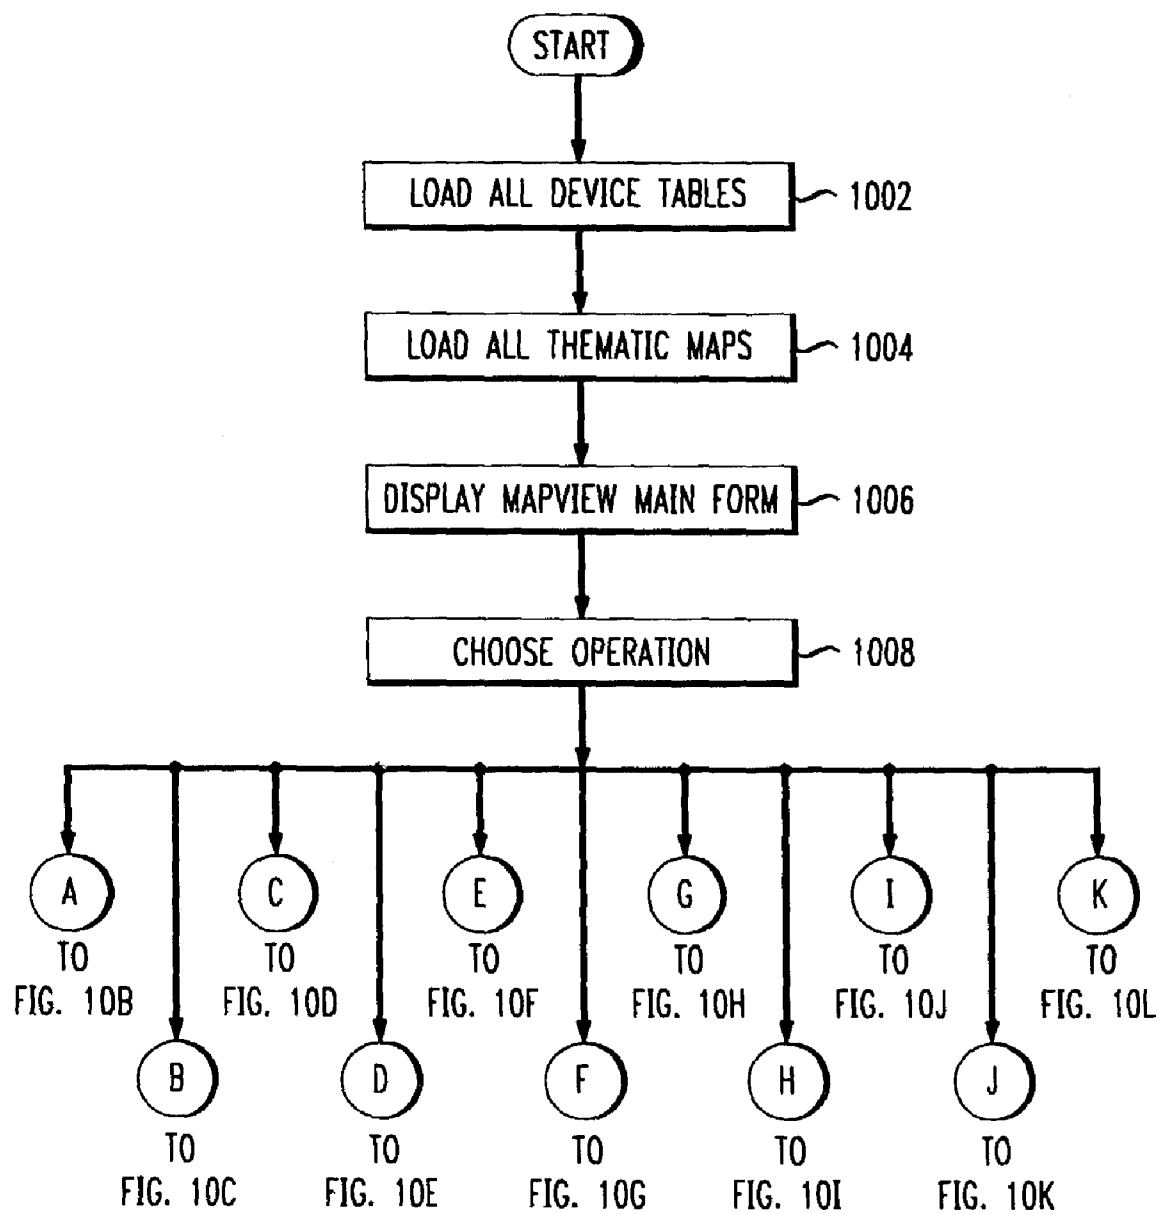 START
LOAD ALL DEVICE TABLES
1002
LOAD ALL THEMATIC MAPS
1004
DISPLAY MAPVIEW MAIN FORM
1006
CHOOSE OPERATION
1008
A
TO
FIG. 10B
C
TO
FIG. 10D
E
TO
FIG. 10F
G
TO
FIG. 10H
I
TO
FIG. 10J
K
TO
FIG. 10L
B
TO
FIG. 10C
D
TO
FIG. 10E
F
TO
FIG. 10G
H
TO
FIG. 10I
J
TO
FIG. 10K